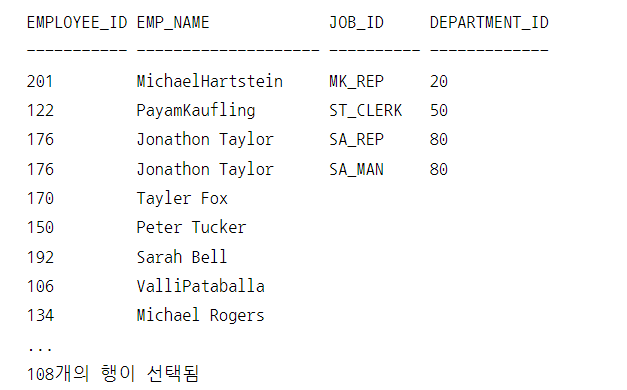 EMPLOYEE_ID EMP_NAME             JOB_ID     DEPARTMENT_ID
----------- -------------------- ---------- -------------
201         MichaelHartstein     MK_REP     20
122         PayamKaufling        ST_CLERK   50
176         Jonathon Taylor      SA_REP     80
176         Jonathon Taylor      SA_MAN     80
170         Tayler Fox
150         Peter Tucker
192         Sarah Bell
106         ValliPataballa
134         Michael Rogers
...
108개의 행이 선택됨